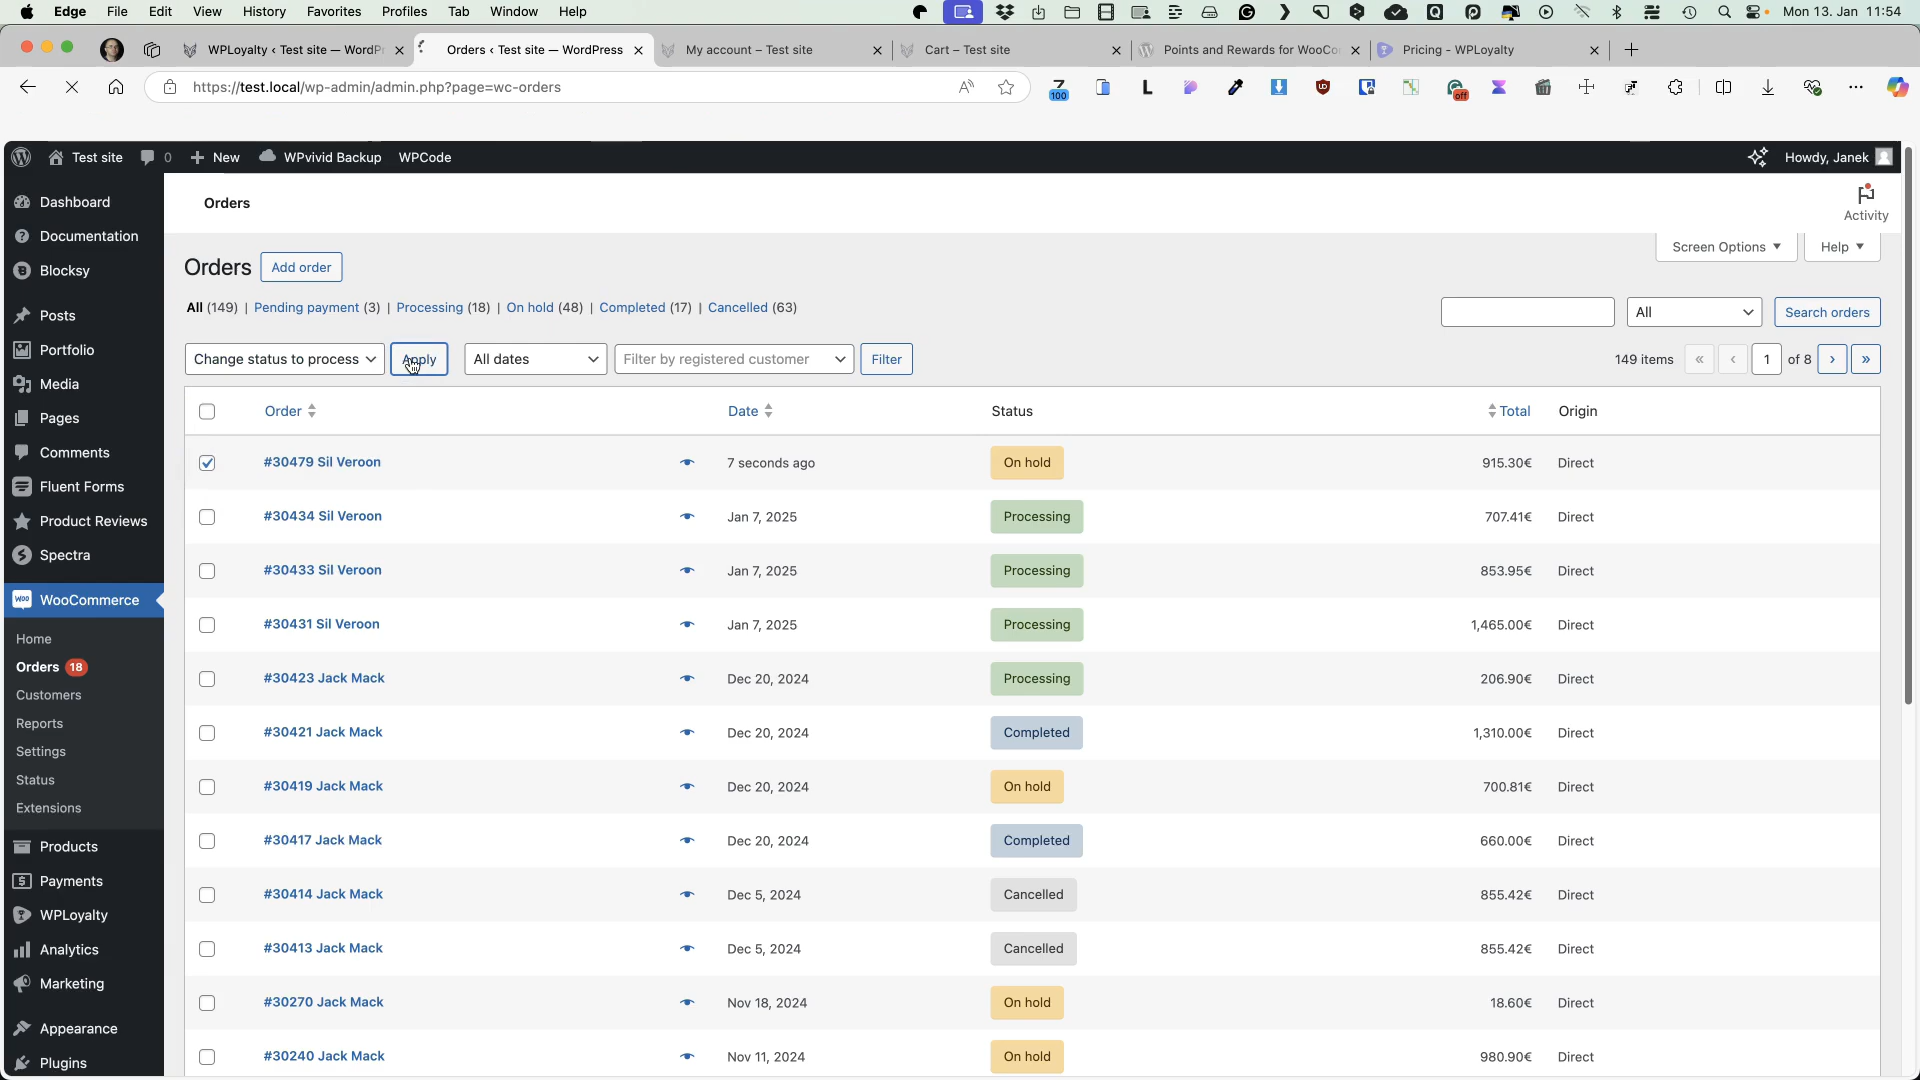 Edge File Edit View History Favorites Profiles Tab Window Help Mon 13. Jan 11:54
WPLoyalty ‹ Test site — WordPr
Orders ‹ Test site — WordPress
My account – Test site
Cart – Test site
Points and Rewards for WooCo
Pricing - WPLoyalty
https://test.local/wp-admin/admin.php?page=wc-orders
100
off
Test site 0 New WPvivid Backup WPCode Howdy, Janek
Dashboard
Documentation
Blocksy
Posts
Portfolio
Media
Pages
Comments
Fluent Forms
Product Reviews
Spectra
WooCommerce
Home
Orders 18
Customers
Reports
Settings
Status
Extensions
Products
Payments
WPLoyalty
Analytics
Marketing
Appearance
Plugins
Orders
Activity
Screen Options Help
Orders Add order
All (149) | Pending payment (3) | Processing (18) | On hold (48) | Completed (17) | Cancelled (63)
All Search orders
Change status to process Apply All dates Filter by registered customer Filter 149 items « ‹ 1 of 8 › »
Order Date Status Total Origin
#30479 Sil Veroon 7 seconds ago On hold 915.30€ Direct
#30434 Sil Veroon Jan 7, 2025 Processing 707.41€ Direct
#30433 Sil Veroon Jan 7, 2025 Processing 853.95€ Direct
#30431 Sil Veroon Jan 7, 2025 Processing 1,465.00€ Direct
#30423 Jack Mack Dec 20, 2024 Processing 206.90€ Direct
#30421 Jack Mack Dec 20, 2024 Completed 1,310.00€ Direct
#30419 Jack Mack Dec 20, 2024 On hold 700.81€ Direct
#30417 Jack Mack Dec 20, 2024 Completed 660.00€ Direct
#30414 Jack Mack Dec 5, 2024 Cancelled 855.42€ Direct
#30413 Jack Mack Dec 5, 2024 Cancelled 855.42€ Direct
#30270 Jack Mack Nov 18, 2024 On hold 18.60€ Direct
#30240 Jack Mack Nov 11, 2024 On hold 980.90€ Direct